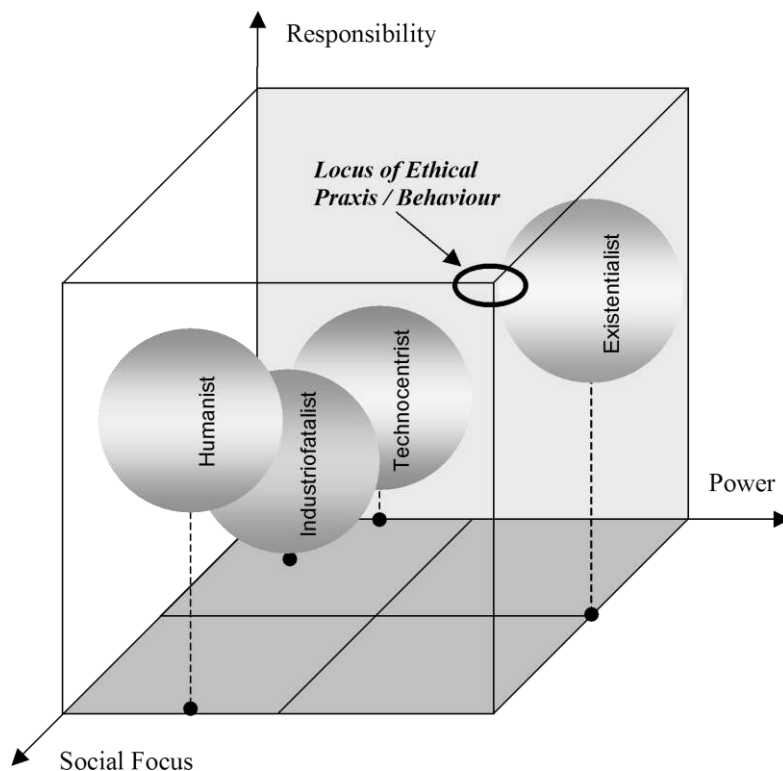 Responsibility
Locus of Ethical
Praxis / Behaviour
Existentialist
Technocentrist
Humanist
Industriofatalist
Power
Social Focus